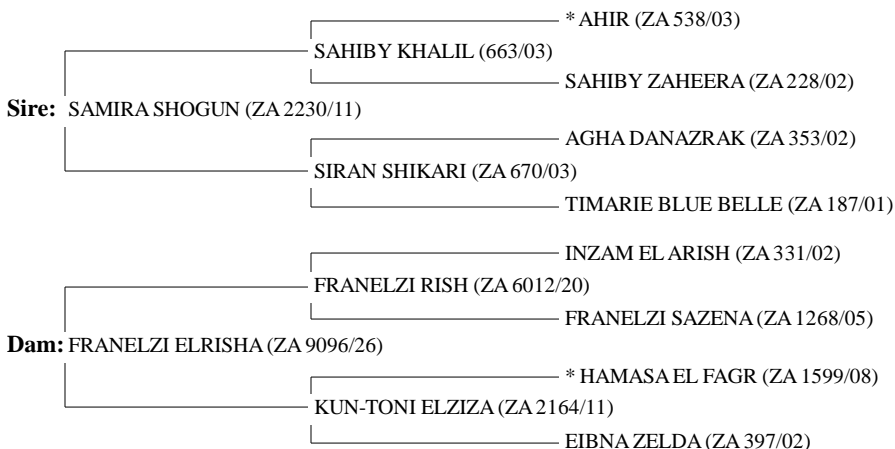 * AHIR (ZA 538/03)
SAHIBY KHALIL (663/03)
SAHIBY ZAHEERA (ZA 228/02)
Sire: SAMIRA SHOGUN (ZA 2230/11)
AGHA DANAZRAK (ZA 353/02)
SIRAN SHIKARI (ZA 670/03)
TIMARIE BLUE BELLE (ZA 187/01)
INZAM EL ARISH (ZA 331/02)
FRANELZI RISH (ZA 6012/20)
FRANELZI SAZENA (ZA 1268/05)
Dam: FRANELZI ELRISHA (ZA 9096/26)
* HAMASA EL FAGR (ZA 1599/08)
KUN-TONI ELZIZA (ZA 2164/11)
EIBNA ZELDA (ZA 397/02)